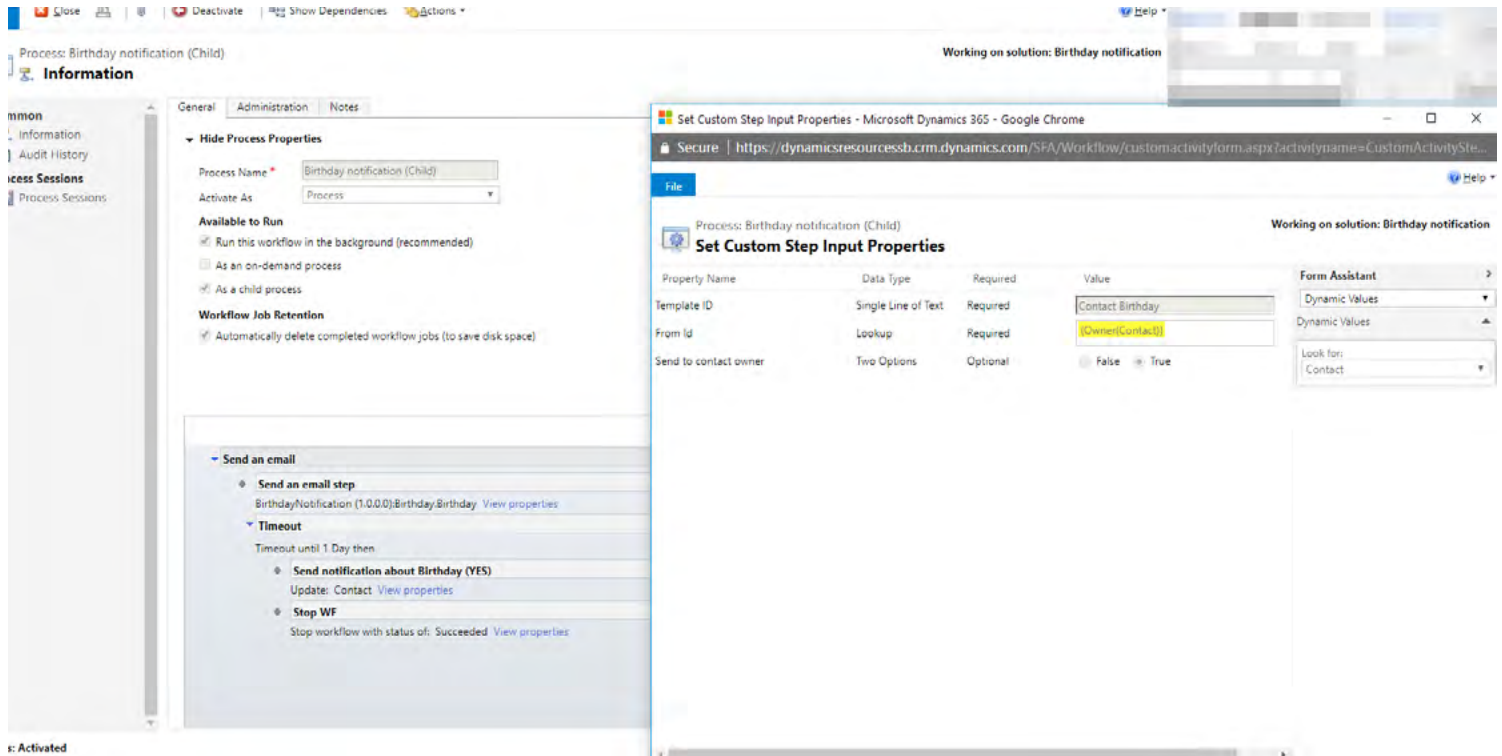 Close
Deactivate
Show Dependencies
Actions
Help
Process: Birthday notification (Child)
Information
Working on solution: Birthday notification
mmon
Information
Audit History
ocess Sessions
Process Sessions
General Administration Notes
Hide Process Properties
Process Name * Birthday notification (Child)
Activate As Process
Available to Run
Run this workflow in the background (recommended)
As an on-demand process
As a child process
Workflow Job Retention
Automatically delete completed workflow jobs (to save disk space)
Send an email
Send an email step
BirthdayNotification (1.0.0.0):Birthday.Birthday View properties
Timeout
Timeout until 1 Day then
Send notification about Birthday (YES)
Update: Contact View properties
Stop WF
Stop workflow with status of: Succeeded View properties
s: Activated
Set Custom Step Input Properties - Microsoft Dynamics 365 - Google Chrome
Secure | https://dynamicsresourcessb.crm.dynamics.com/SFA/Workflow/customactivityform.aspx?activityname=CustomActivitySte...
File
Help
Process: Birthday notification (Child)
Set Custom Step Input Properties
Working on solution: Birthday notification
Property Name Data Type Required Value
Template ID Single Line of Text Required Contact Birthday
From Id Lookup Required {Owner(Contact)}
Send to contact owner Two Options Optional False True
Form Assistant
Dynamic Values
Dynamic Values
Look for:
Contact